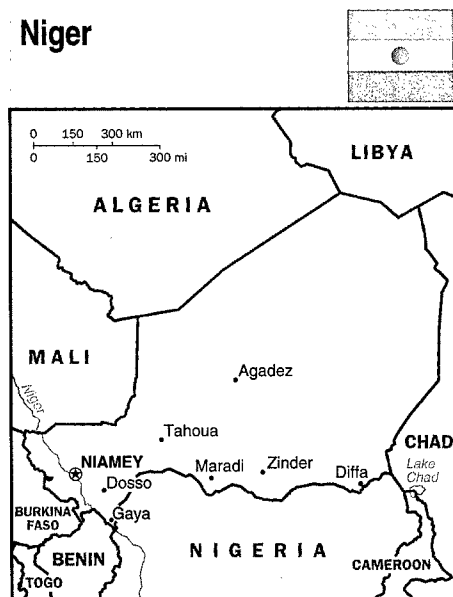 Niger
0 150 300 km
0 150 300 mi
LIBYA
ALGERIA
MALI
Niger
Agadez
Tahoua
CHAD
NIAMEY
Maradi
Zinder
Diffa
Lake
Chad
Dosso
BURKINA
FASO
Gaya
BENIN
NIGERIA
CAMEROON
TOGO